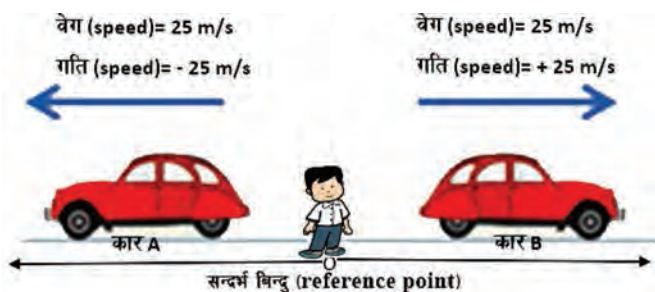 वेग (speed)= 25 m/s
गति (speed)= - 25 m/s
वेग (speed)= 25 m/s
गति (speed)= + 25 m/s
कार A
कार B
O
सन्दर्भ बिन्दु (reference point)